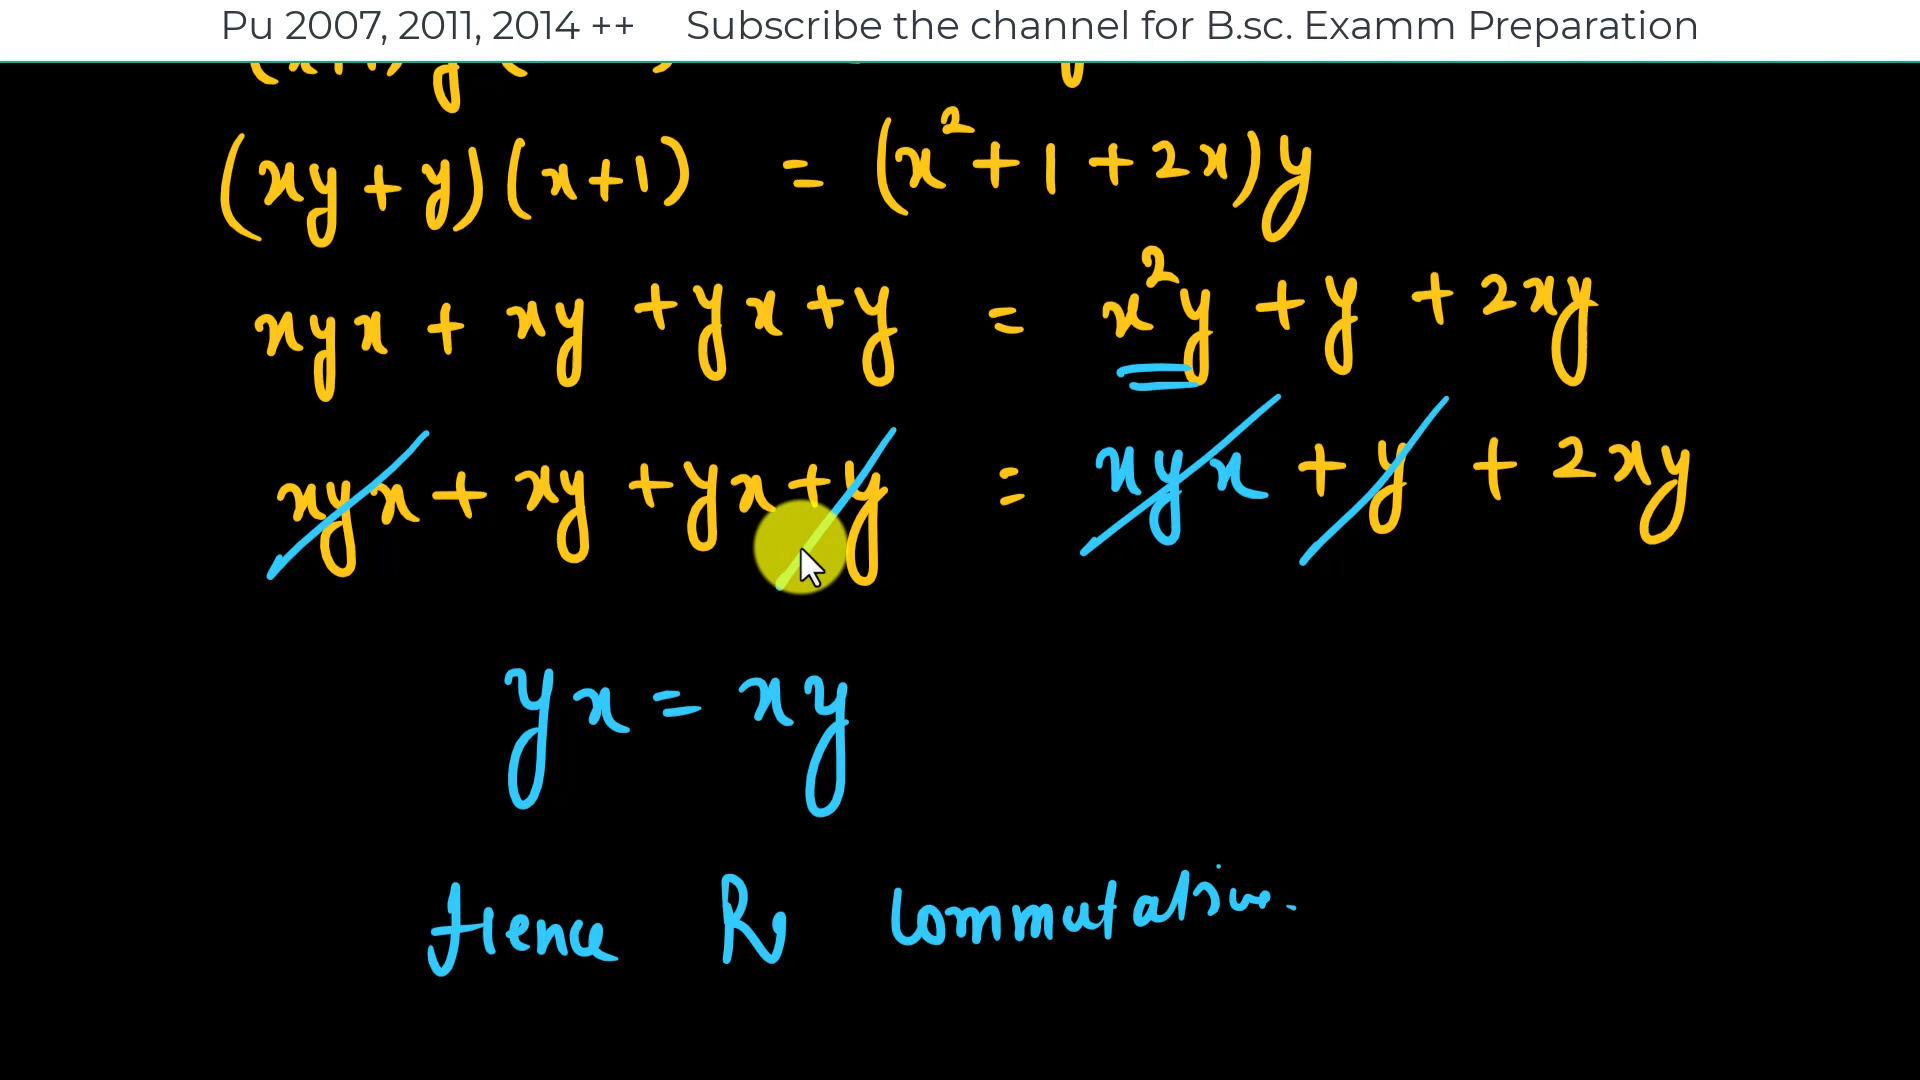 Pu 2007, 2011, 2014 ++ Subscribe the channel for B.sc. Examm Preparation
(xy + y)(x+1) = (x² + 1 + 2x)y
xyx + xy + yx + y = x²y + y + 2xy
xyx + xy + yx + y = xyx + y + 2xy
yx = xy
Hence R Commutative.